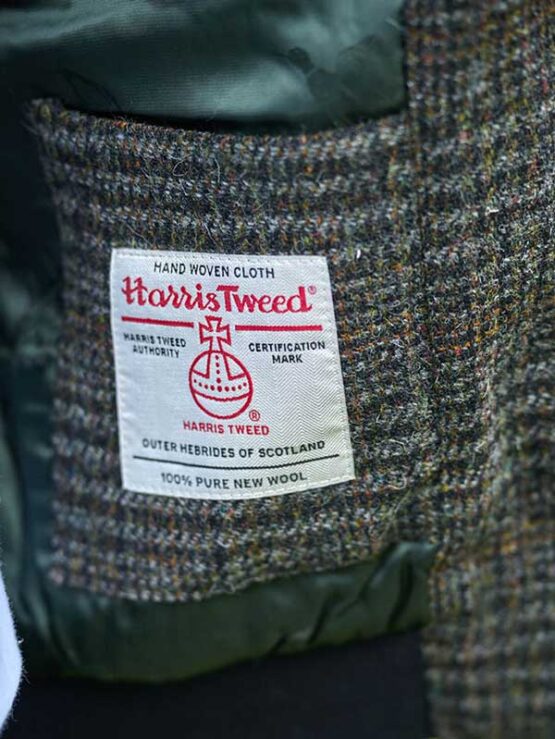 HAND WOVEN CLOTH
Harris Tweed®
HARRIS TWEED
AUTHORITY
CERTIFICATION
MARK
®
HARRIS TWEED
OUTER HEBRIDES OF SCOTLAND
100% PURE NEW WOOL